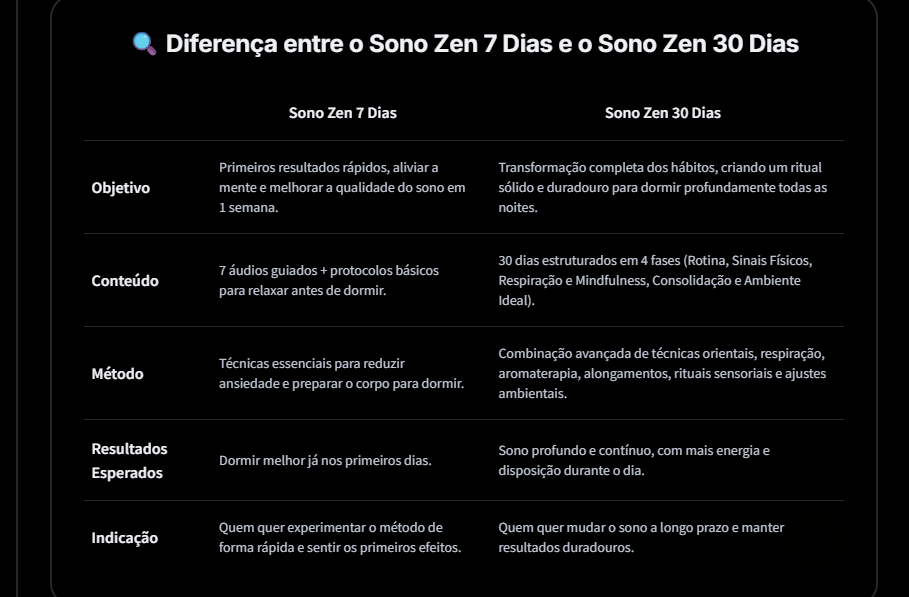 Diferença entre o Sono Zen 7 Dias e o Sono Zen 30 Dias
Sono Zen 7 Dias
Sono Zen 30 Dias
Objetivo
Primeiros resultados rápidos, aliviar a
mente e melhorar a qualidade do sono em
1 semana.
Transformação completa dos hábitos, criando um ritual
sólido e duradouro para dormir profundamente todas as
noites.
Conteúdo
7 áudios guiados + protocolos básicos
para relaxar antes de dormir.
30 dias estruturados em 4 fases (Rotina, Sinais Físicos,
Respiração e Mindfulness, Consolidação e Ambiente
Ideal).
Método
Técnicas essenciais para reduzir
ansiedade e preparar o corpo para dormir.
Combinação avançada de técnicas orientais, respiração,
aromaterapia, alongamentos, rituais sensoriais e ajustes
ambientais.
Resultados
Esperados
Dormir melhor já nos primeiros dias.
Sono profundo e contínuo, com mais energia e
disposição durante o dia.
Indicação
Quem quer experimentar o método de
forma rápida e sentir os primeiros efeitos.
Quem quer mudar o sono a longo prazo e manter
resultados duradouros.